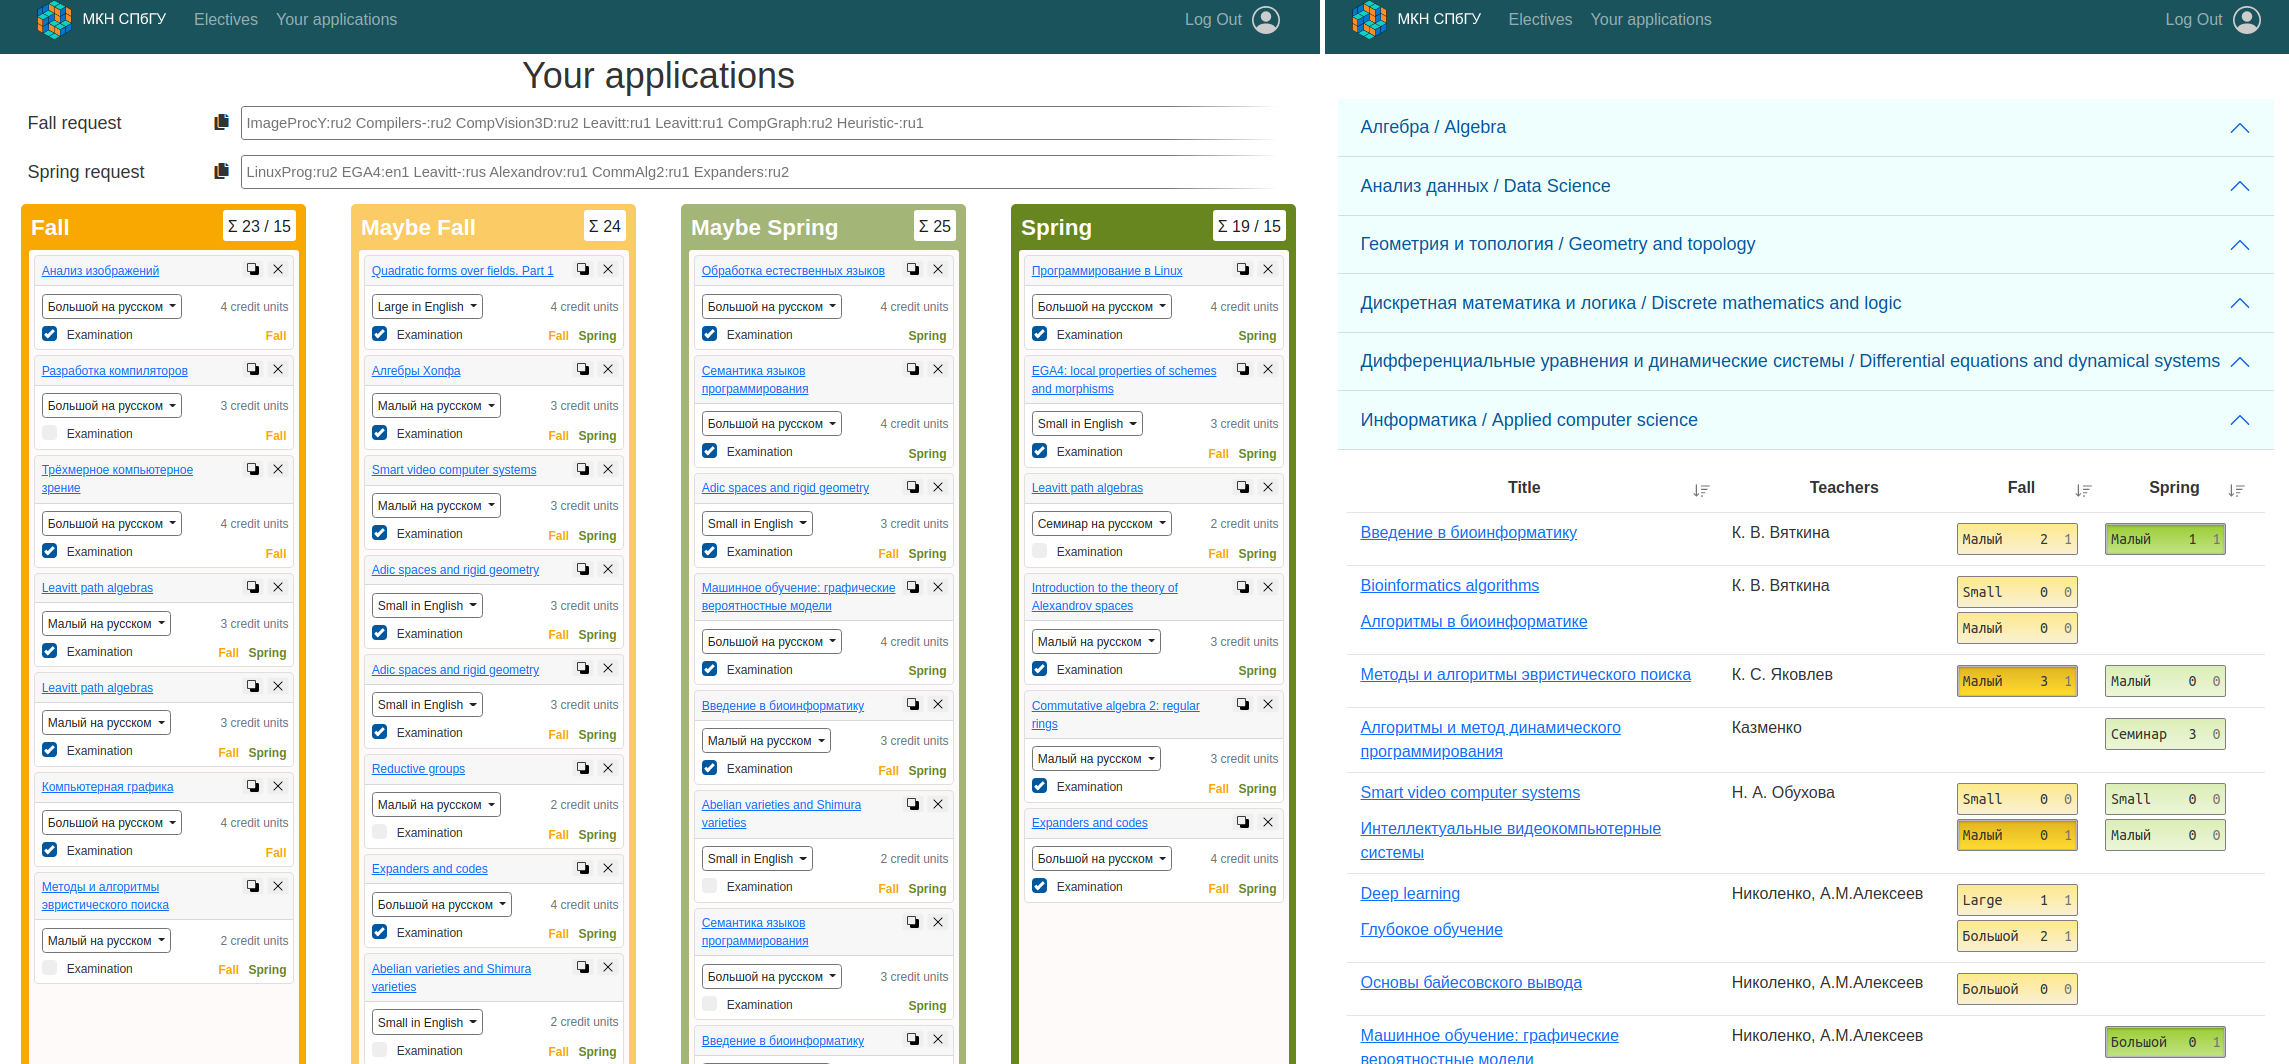 МКН СПбГУ Electives Your applications Log Out
Your applications
Fall request ImageProcY:ru2 Compilers-:ru2 CompVision3D:ru2 Leavitt:ru1 Leavitt:ru1 CompGraph:ru2 Heuristic-:ru1
Spring request LinuxProg:ru2 EGA4:en1 Leavitt-:rus Alexandrov:ru1 CommAlg2:ru1 Expanders:ru2
Fall Σ 23 / 15
Анализ изображений
Большой на русском 4 credit units
Examination Fall
Разработка компиляторов
Большой на русском 3 credit units
Examination Fall
Трёхмерное компьютерное
зрение
Большой на русском 4 credit units
Examination Fall
Leavitt path algebras
Малый на русском 3 credit units
Examination Fall Spring
Leavitt path algebras
Малый на русском 3 credit units
Examination Fall Spring
Компьютерная графика
Большой на русском 4 credit units
Examination Fall
Методы и алгоритмы
эвристического поиска
Малый на русском 2 credit units
Examination Fall Spring
Maybe Fall Σ 24
Quadratic forms over fields. Part 1
Large in English 4 credit units
Examination Fall Spring
Алгебры Хопфа
Малый на русском 3 credit units
Examination Fall Spring
Smart video computer systems
Малый на русском 3 credit units
Examination Fall Spring
Adic spaces and rigid geometry
Small in English 3 credit units
Examination Fall Spring
Adic spaces and rigid geometry
Small in English 3 credit units
Examination Fall Spring
Reductive groups
Малый на русском 2 credit units
Examination Fall Spring
Expanders and codes
Большой на русском 4 credit units
Examination Fall Spring
Abelian varieties and Shimura
varieties
Small in English 2 credit units
Examination Fall Spring
Maybe Spring Σ 25
Обработка естественных языков
Большой на русском 4 credit units
Examination Spring
Семантика языков
программирования
Большой на русском 4 credit units
Examination Spring
Adic spaces and rigid geometry
Small in English 3 credit units
Examination Fall Spring
Машинное обучение: графические
вероятностные модели
Большой на русском 4 credit units
Examination Spring
Введение в биоинформатику
Малый на русском 3 credit units
Examination Fall Spring
Abelian varieties and Shimura
varieties
Small in English 2 credit units
Examination Fall Spring
Семантика языков
программирования
Большой на русском 3 credit units
Examination Spring
Введение в биоинформатику
Spring Σ 19 / 15
Программирование в Linux
Большой на русском 4 credit units
Examination Spring
EGA4: local properties of schemes
and morphisms
Small in English 3 credit units
Examination Fall Spring
Leavitt path algebras
Семинар на русском 2 credit units
Examination Fall Spring
Introduction to the theory of
Alexandrov spaces
Малый на русском 3 credit units
Examination Spring
Commutative algebra 2: regular
rings
Малый на русском 3 credit units
Examination Fall Spring
Expanders and codes
Большой на русском 4 credit units
Examination Fall Spring
МКН СПбГУ Electives Your applications Log Out
Алгебра / Algebra
Анализ данных / Data Science
Геометрия и топология / Geometry and topology
Дискретная математика и логика / Discrete mathematics and logic
Дифференциальные уравнения и динамические системы / Differential equations and dynamical systems
Информатика / Applied computer science
Title Teachers Fall Spring
Введение в биоинформатику К. В. Вяткина Малый 2 1 Малый 1 1
Bioinformatics algorithms К. В. Вяткина Small 0 0
Алгоритмы в биоинформатике Малый 0 0
Методы и алгоритмы эвристического поиска К. С. Яковлев Малый 3 1 Малый 0 0
Алгоритмы и метод динамического Казменко Семинар 3 0
программирования
Smart video computer systems Н. А. Обухова Small 0 0 Small 0 0
Интеллектуальные видеокомпьютерные Малый 0 1 Малый 0 0
системы
Deep learning Николенко, А.М.Алексеев Large 1 1
Глубокое обучение Большой 2 1
Основы байесовского вывода Николенко, А.М.Алексеев Большой 0 0
Машинное обучение: графические Николенко, А.М.Алексеев Большой 0 1
вероятностные модели